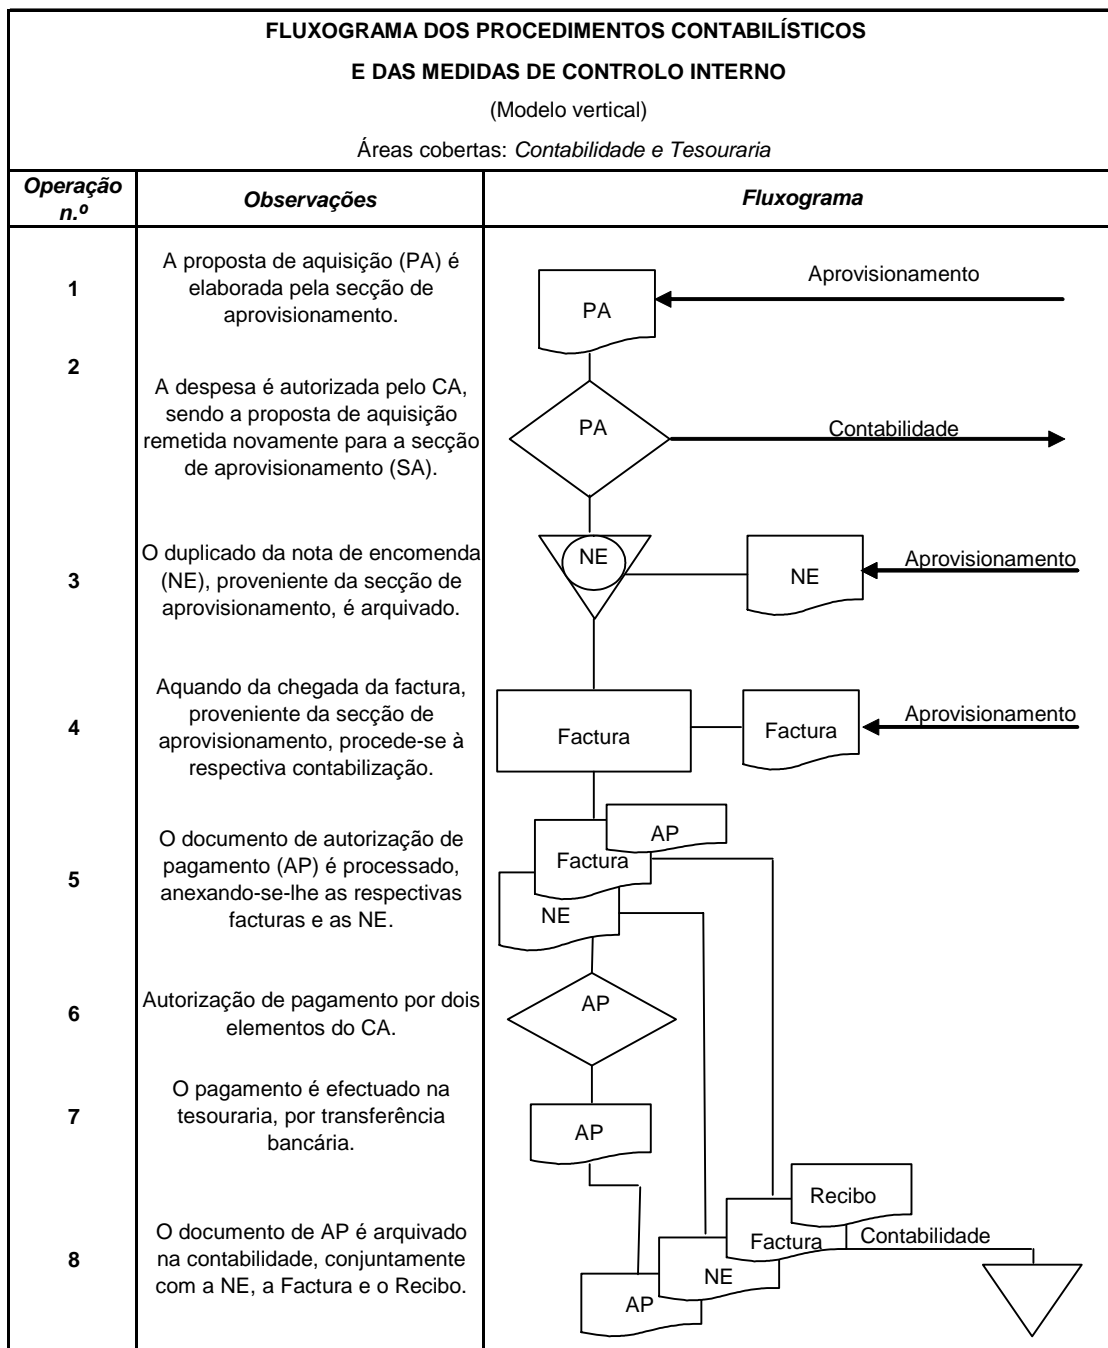 FLUXOGRAMA DOS PROCEDIMENTOS CONTABILÍSTICOS
E DAS MEDIDAS DE CONTROLO INTERNO
(Modelo vertical)
Áreas cobertas: Contabilidade e Tesouraria
Operação
n.º
Observações
Fluxograma
1
A proposta de aquisição (PA) é
elaborada pela secção de
aprovisionamento.
PA
Aprovisionamento
2
A despesa é autorizada pelo CA,
sendo a proposta de aquisição
remetida novamente para a secção
de aprovisionamento (SA).
PA
Contabilidade
3
O duplicado da nota de encomenda
(NE), proveniente da secção de
aprovisionamento, é arquivado.
NE
NE
Aprovisionamento
4
Aquando da chegada da factura,
proveniente da secção de
aprovisionamento, procede-se à
respectiva contabilização.
Factura
Factura
Aprovisionamento
5
O documento de autorização de
pagamento (AP) é processado,
anexando-se-lhe as respectivas
facturas e as NE.
AP
Factura
NE
6
Autorização de pagamento por dois
elementos do CA.
AP
7
O pagamento é efectuado na
tesouraria, por transferência
bancária.
AP
8
O documento de AP é arquivado
na contabilidade, conjuntamente
com a NE, a Factura e o Recibo.
Recibo
Factura
Contabilidade
NE
AP